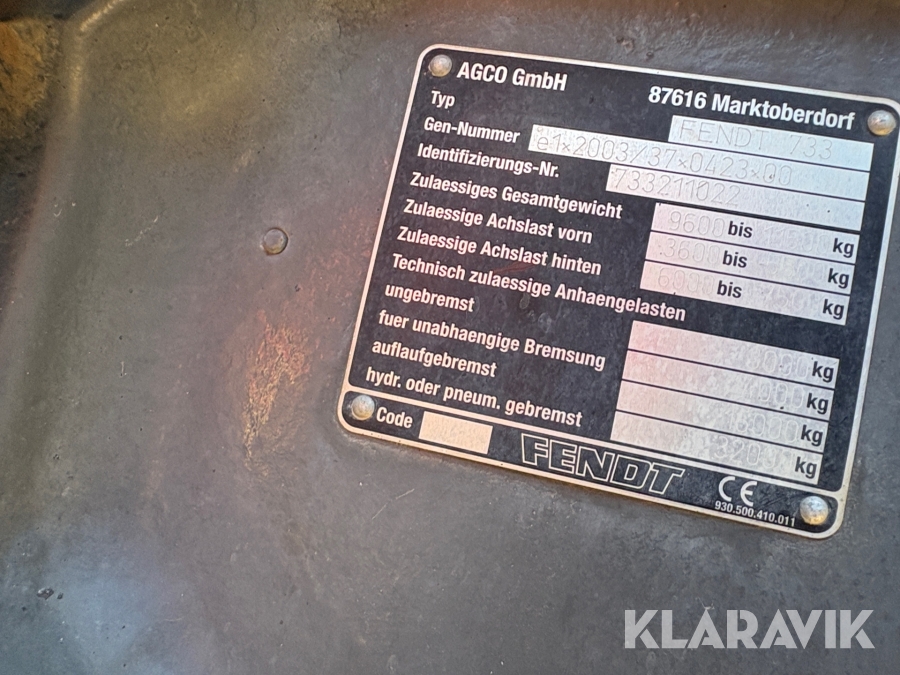 AGCO GmbH
87616 Marktoberdorf
Typ FENDT 733
Gen-Nummer e1*2003/37*0423*00
Identifizierungs-Nr. 733211022
Zulaessiges Gesamtgewicht 9600 bis kg
Zulaessige Achslast vorn 3600 bis kg
Zulaessige Achslast hinten bis kg
Technisch zulaessige Anhaengelasten
ungebremst kg
fuer unabhaengige Bremsung kg
auflaufgebremst kg
hydr. oder pneum. gebremst kg
Code
FENDT
CE
930.500.410.011
KLARAVIK